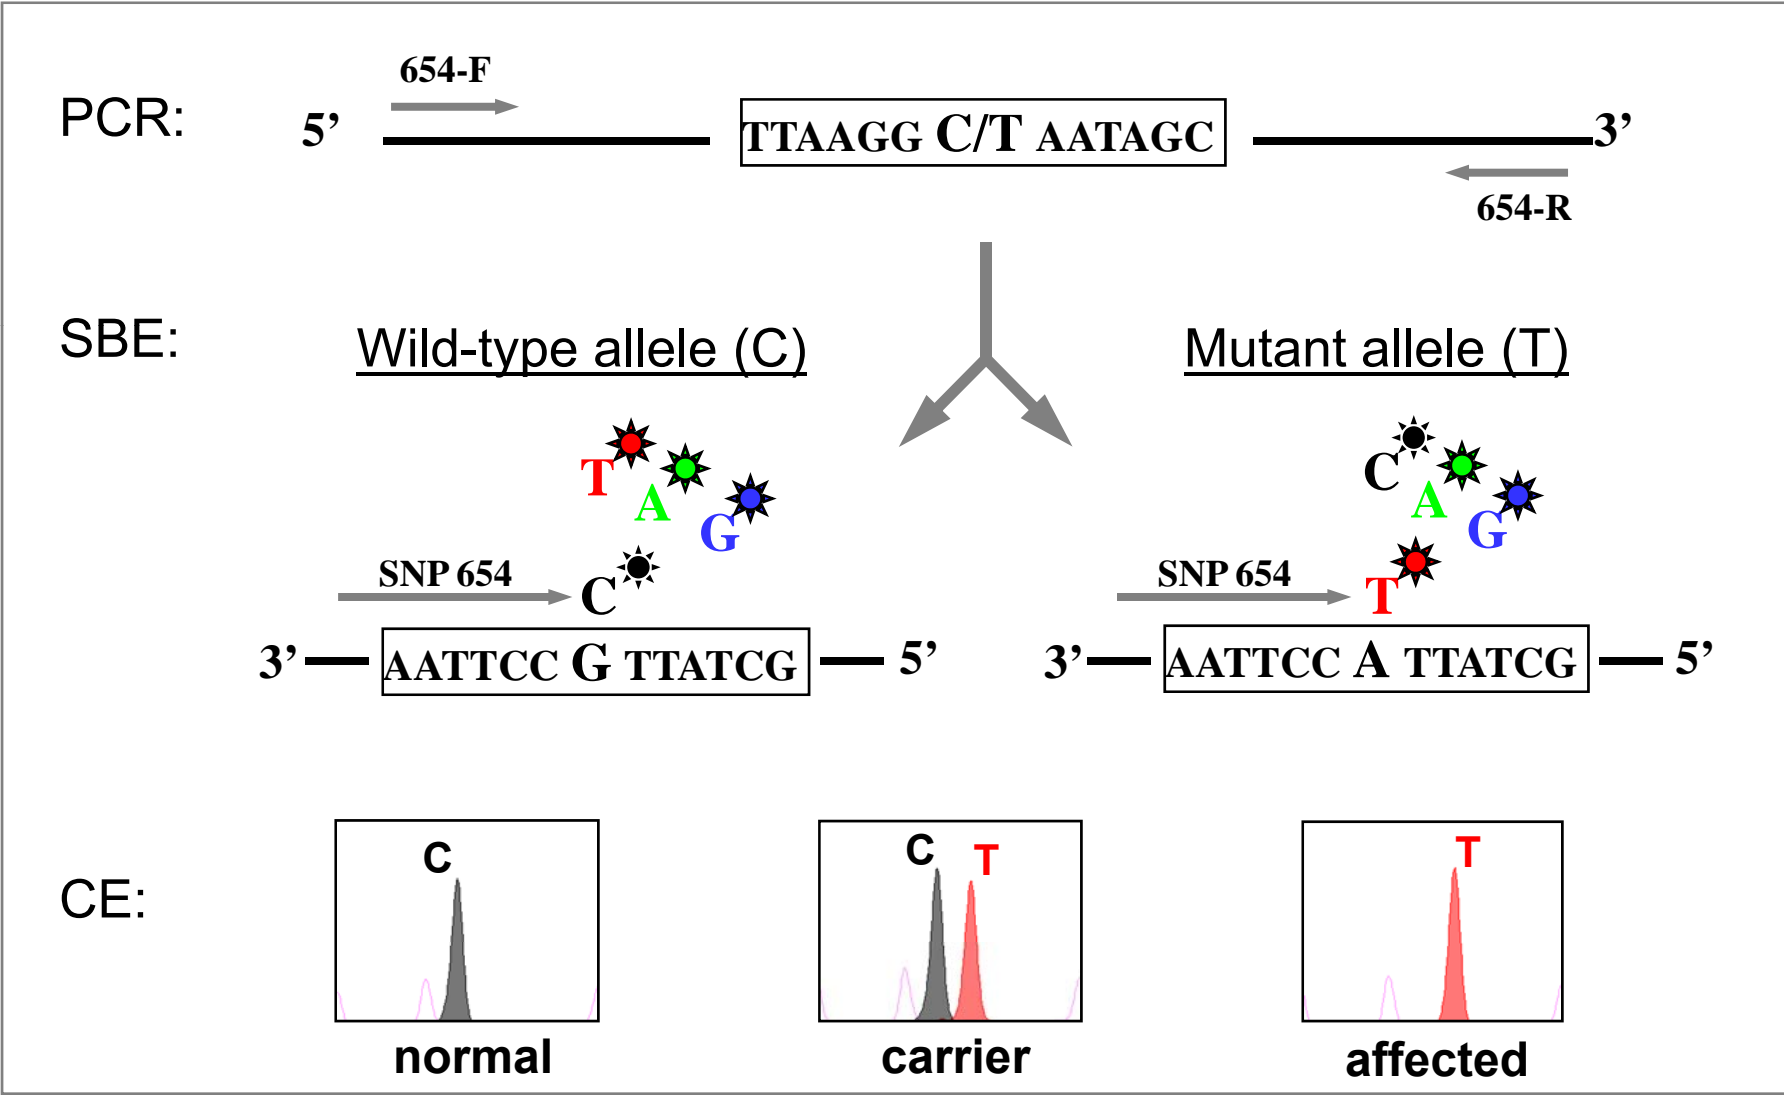 PCR:
654-F
5’
TTAAGG C/T AATAGC
3’
654-R
SBE:
Wild-type allele (C)
Mutant allele (T)
T
A
G
SNP 654
C
3’
AATTCC G TTATCG
5’
C
A
G
SNP 654
T
3’
AATTCC A TTATCG
5’
CE:
C
normal
C
T
carrier
T
affected